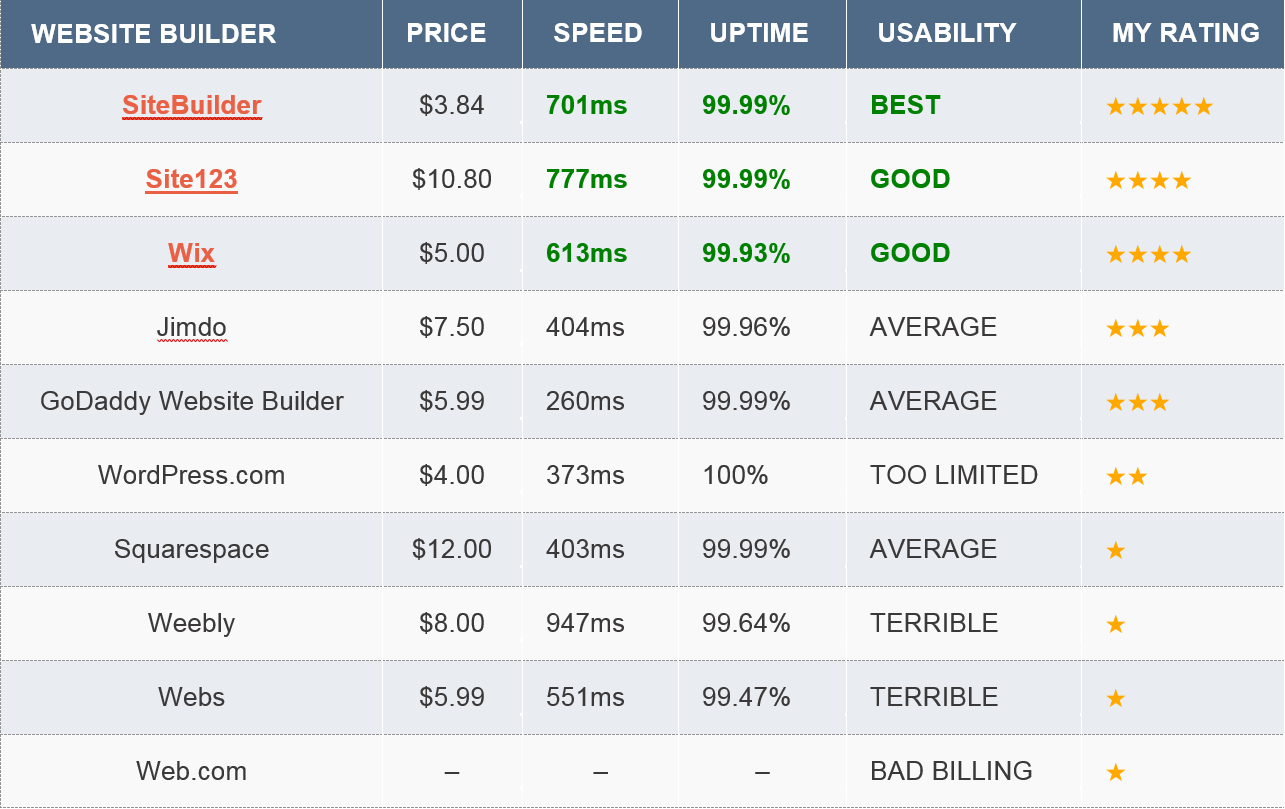 WEBSITE BUILDER PRICE SPEED UPTIME USABILITY MY RATING
SiteBuilder $3.84 701ms 99.99% BEST ★★★★★
Site123 $10.80 777ms 99.99% GOOD ★★★★
Wix $5.00 613ms 99.93% GOOD ★★★★
Jimdo $7.50 404ms 99.96% AVERAGE ★★★
GoDaddy Website Builder $5.99 260ms 99.99% AVERAGE ★★★
WordPress.com $4.00 373ms 100% TOO LIMITED ★★
Squarespace $12.00 403ms 99.99% AVERAGE ★
Weebly $8.00 947ms 99.64% TERRIBLE ★
Webs $5.99 551ms 99.47% TERRIBLE ★
Web.com – – – BAD BILLING ★